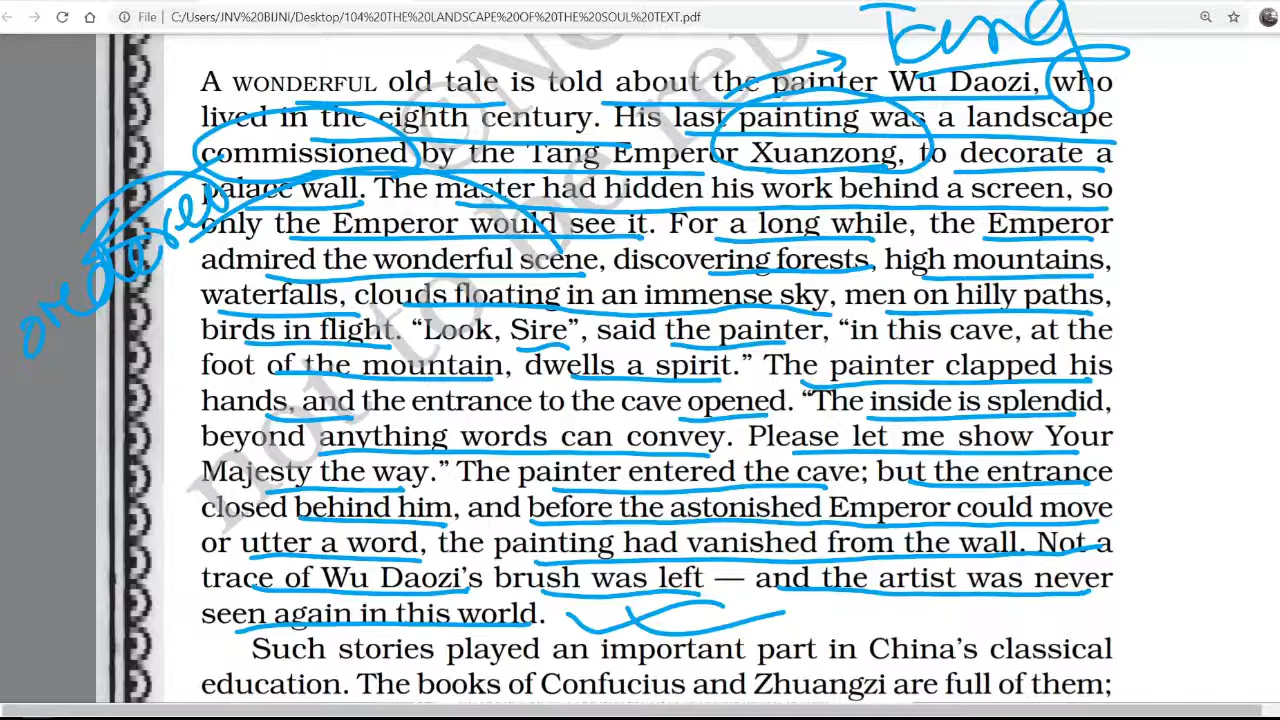 File | C:/Users/JNV%20BIJNI/Desktop/104%20THE%20LANDSCAPE%20OF%20THE%20SOUL%20TEXT.pdf
Tang
A WONDERFUL old tale is told about the painter Wu Daozi, who
lived in the eighth century. His last painting was a landscape
commissioned by the Tang Emperor Xuanzong, to decorate a
palace wall. The master had hidden his work behind a screen, so
only the Emperor would see it. For a long while, the Emperor
admired the wonderful scene, discovering forests, high mountains,
waterfalls, clouds floating in an immense sky, men on hilly paths,
birds in flight. “Look, Sire”, said the painter, “in this cave, at the
foot of the mountain, dwells a spirit.” The painter clapped his
hands, and the entrance to the cave opened. “The inside is splendid,
beyond anything words can convey. Please let me show Your
Majesty the way.” The painter entered the cave; but the entrance
closed behind him, and before the astonished Emperor could move
or utter a word, the painting had vanished from the wall. Not a
trace of Wu Daozi’s brush was left — and the artist was never
seen again in this world.
Such stories played an important part in China’s classical
education. The books of Confucius and Zhuangzi are full of them;
ordered
not to be rep